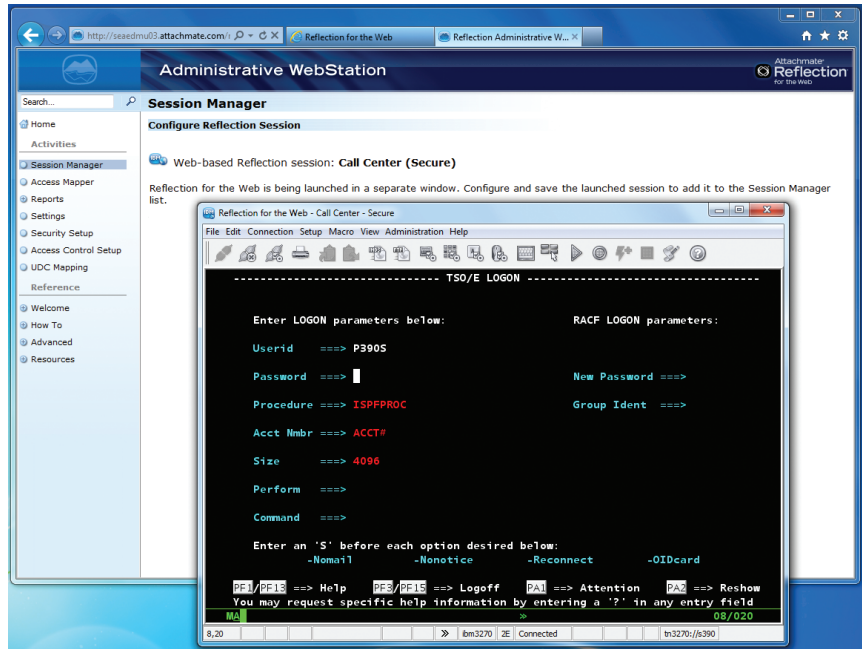 http://seaedmu03.attachmate.com/r
Reflection for the Web
Reflection Administrative W...
Administrative WebStation
Attachmate
Reflection
for the Web
Search...
Session Manager
Home
Configure Reflection Session
Activities
Session Manager
Web-based Reflection session: Call Center (Secure)
Access Mapper
Reflection for the Web is being launched in a separate window. Configure and save the launched session to add it to the Session Manager
list.
Reports
Settings
Security Setup
Access Control Setup
UDC Mapping
Reference
Welcome
How To
Advanced
Resources
Reflection for the Web - Call Center - Secure
File Edit Connection Setup Macro View Administration Help
------------------------------- TSO/E LOGON -----------------------------------
Enter LOGON parameters below: RACF LOGON parameters:
Userid ===> P390S
Password ===> New Password ===>
Procedure ===> ISPFPROC Group Ident ===>
Acct Nmbr ===> ACCT#
Size ===> 4096
Perform ===>
Command ===>
Enter an 'S' before each option desired below:
-Nomail -Nonotice -Reconnect -OIDcard
PF1/PF13 ==> Help PF3/PF15 ==> Logoff PA1 ==> Attention PA2 ==> Reshow
You may request specific help information by entering a '?' in any entry field
MA » 08/020
8,20 ibm3270 2E Connected tn3270://s390